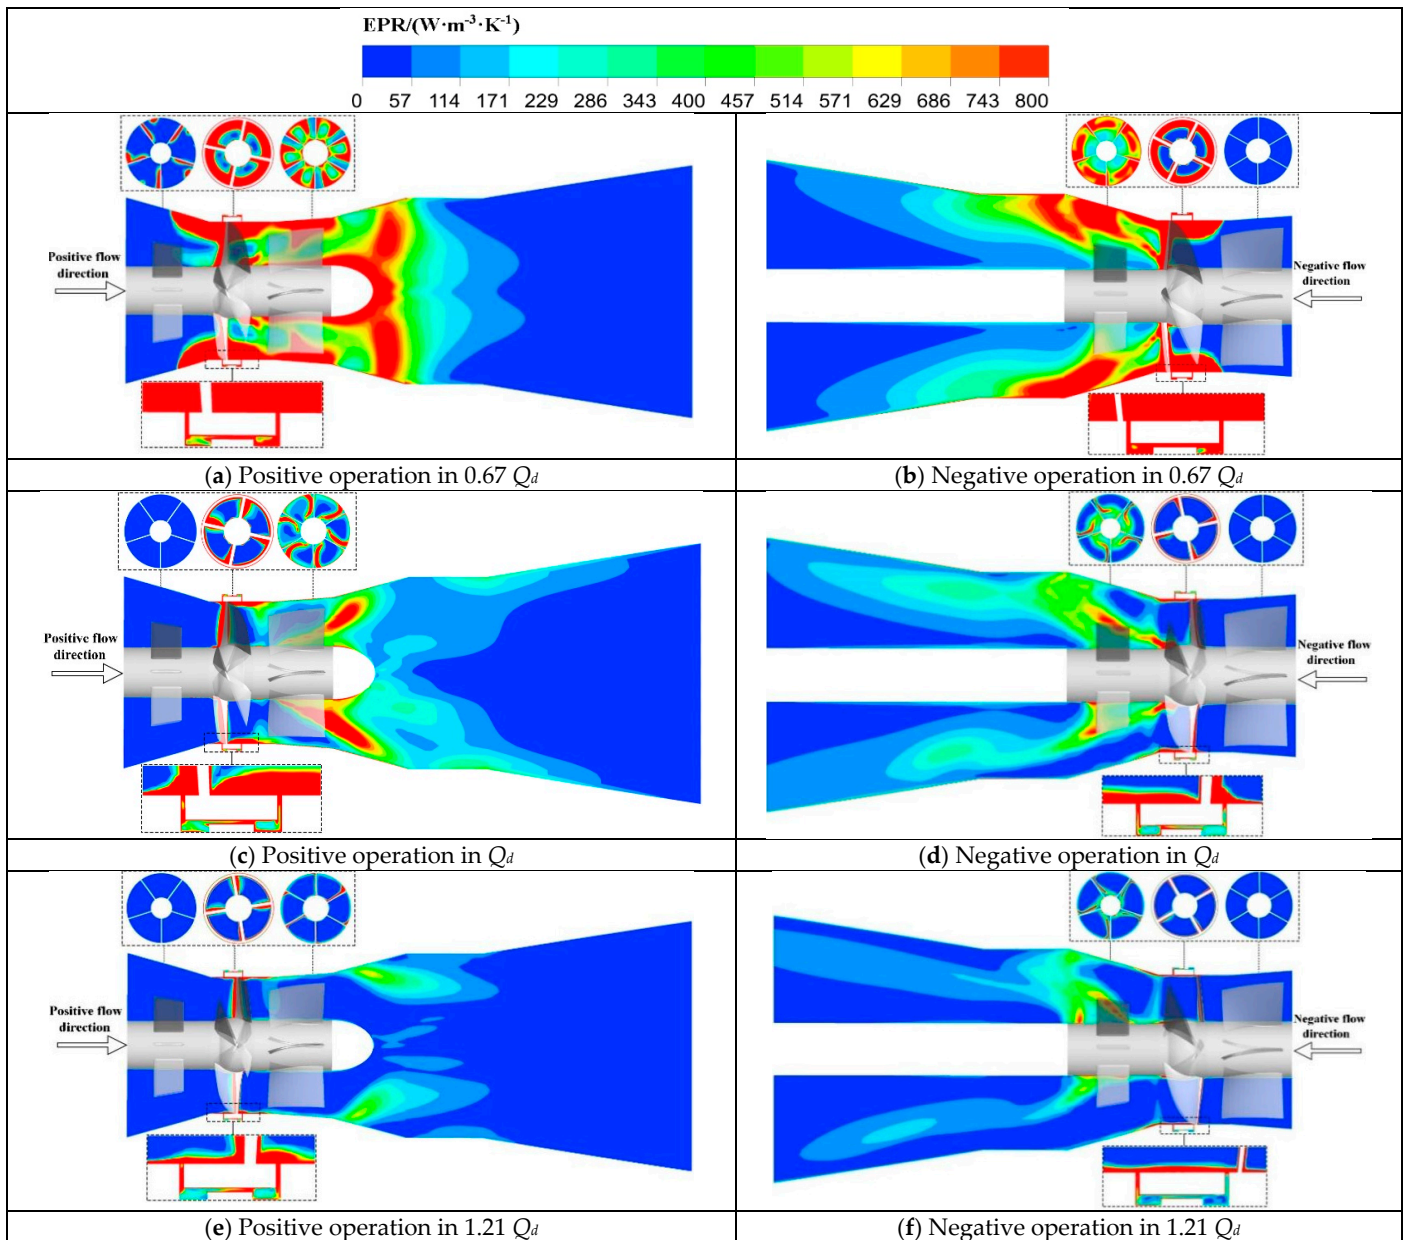 EPR/(W·m⁻³·K⁻¹)
0 57 114 171 229 286 343 400 457 514 571 629 686 743 800
Positive flow
direction
Negative flow
direction
(a) Positive operation in 0.67 Qd
(b) Negative operation in 0.67 Qd
Positive flow
direction
Negative flow
direction
(c) Positive operation in Qd
(d) Negative operation in Qd
Positive flow
direction
Negative flow
direction
(e) Positive operation in 1.21 Qd
(f) Negative operation in 1.21 Qd